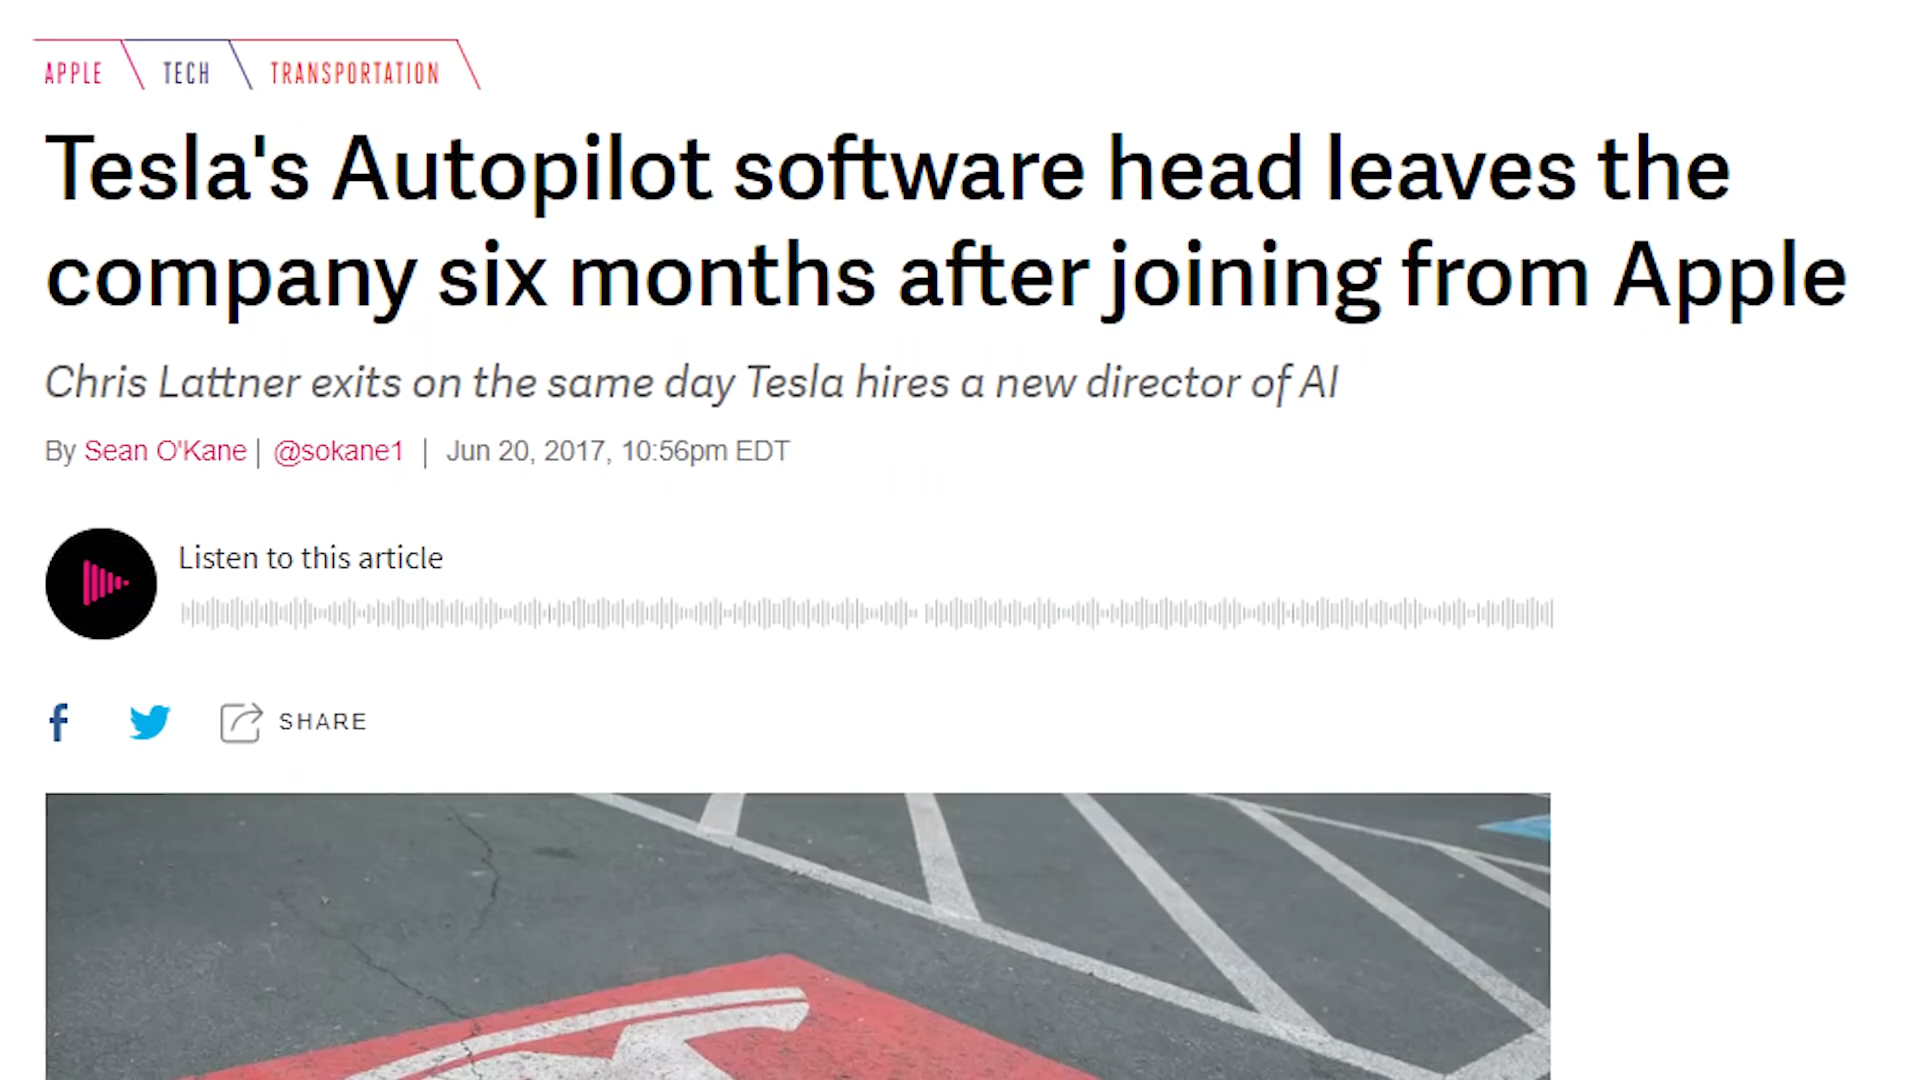 APPLE TECH TRANSPORTATION
Tesla's Autopilot software head leaves the
company six months after joining from Apple
Chris Lattner exits on the same day Tesla hires a new director of AI
By Sean O'Kane | @sokane1 | Jun 20, 2017, 10:56pm EDT
Listen to this article
SHARE